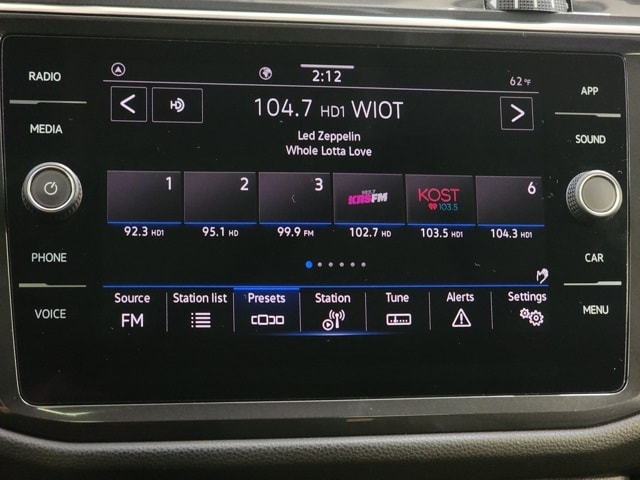 RADIO
MEDIA
PHONE
VOICE
2:12
62 °F
104.7 HD1 WIOT
Led Zeppelin
Whole Lotta Love
1 2 3 KIIS FM KOST 103.5 6
92.3 HD1 95.1 HD 99.9 FM 102.7 HD 103.5 HD1 104.3 HD1
Source Station list Presets Station Tune Alerts Settings
FM
APP
SOUND
CAR
MENU